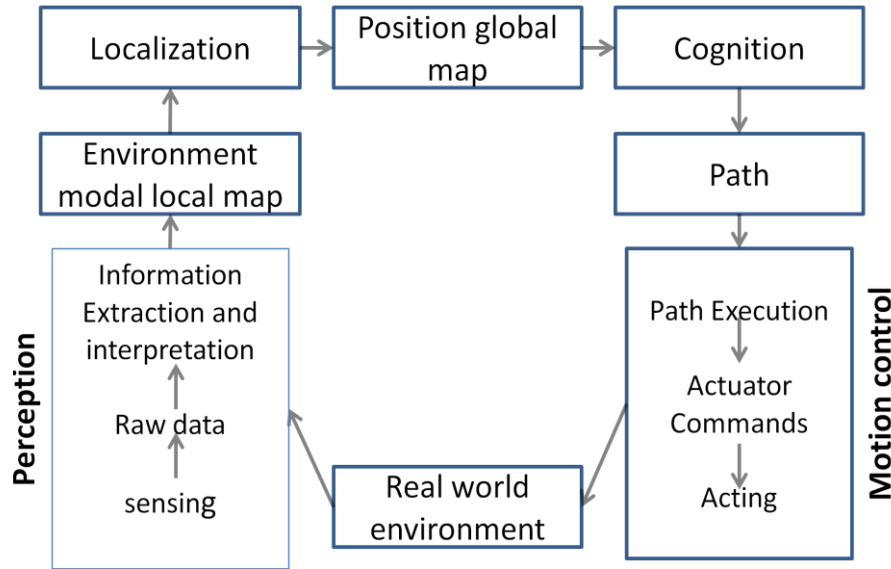 Localization
Position global
map
Cognition
Environment
modal local map
Path
Perception
Information
Extraction and
interpretation
Raw data
sensing
Path Execution
Actuator
Commands
Acting
Motion control
Real world
environment